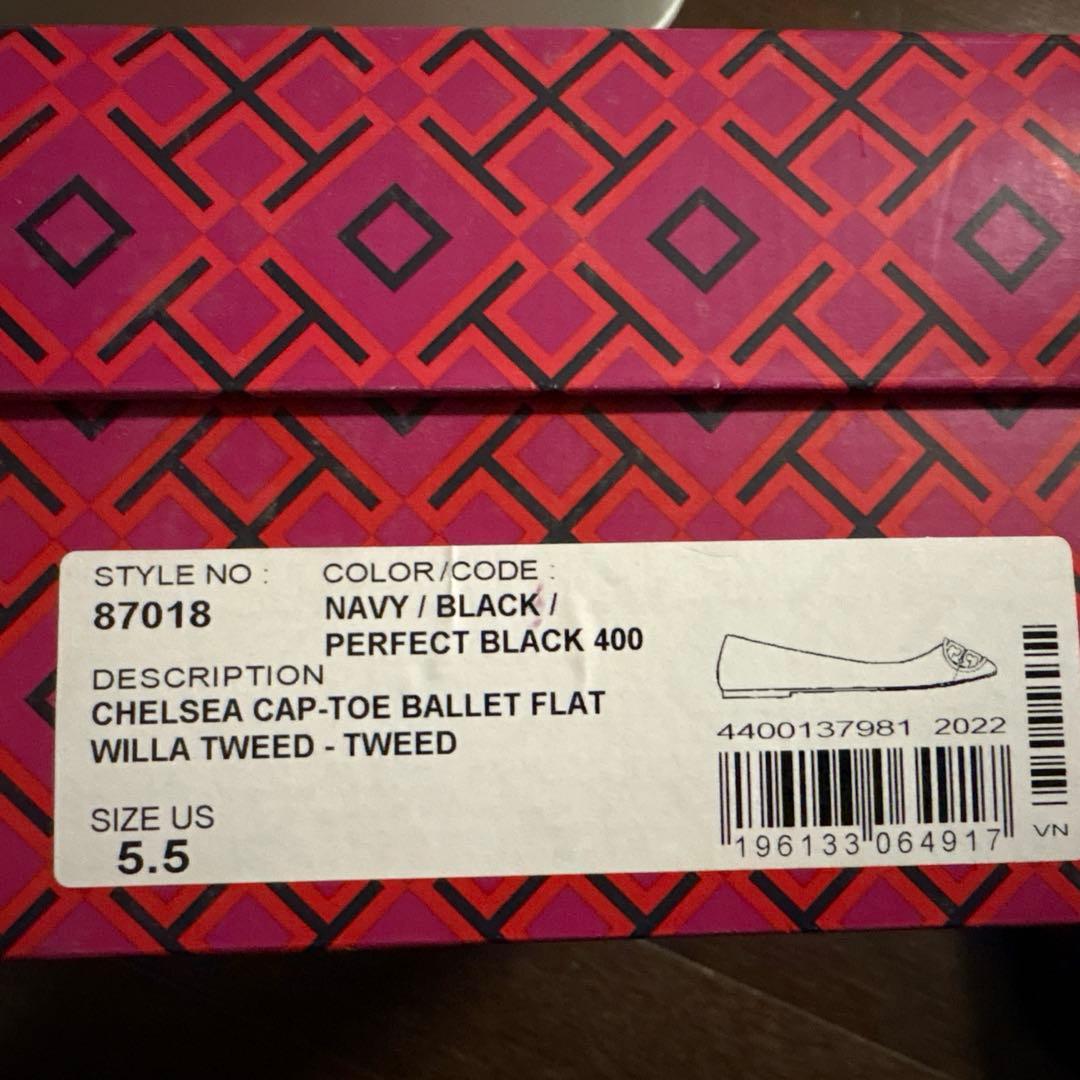 STYLE NO :
87018
COLOR/CODE :
NAVY / BLACK /
PERFECT BLACK 400
DESCRIPTION
CHELSEA CAP-TOE BALLET FLAT
WILLA TWEED - TWEED
SIZE US
5.5
4400137981 2022
196133 064917
VN